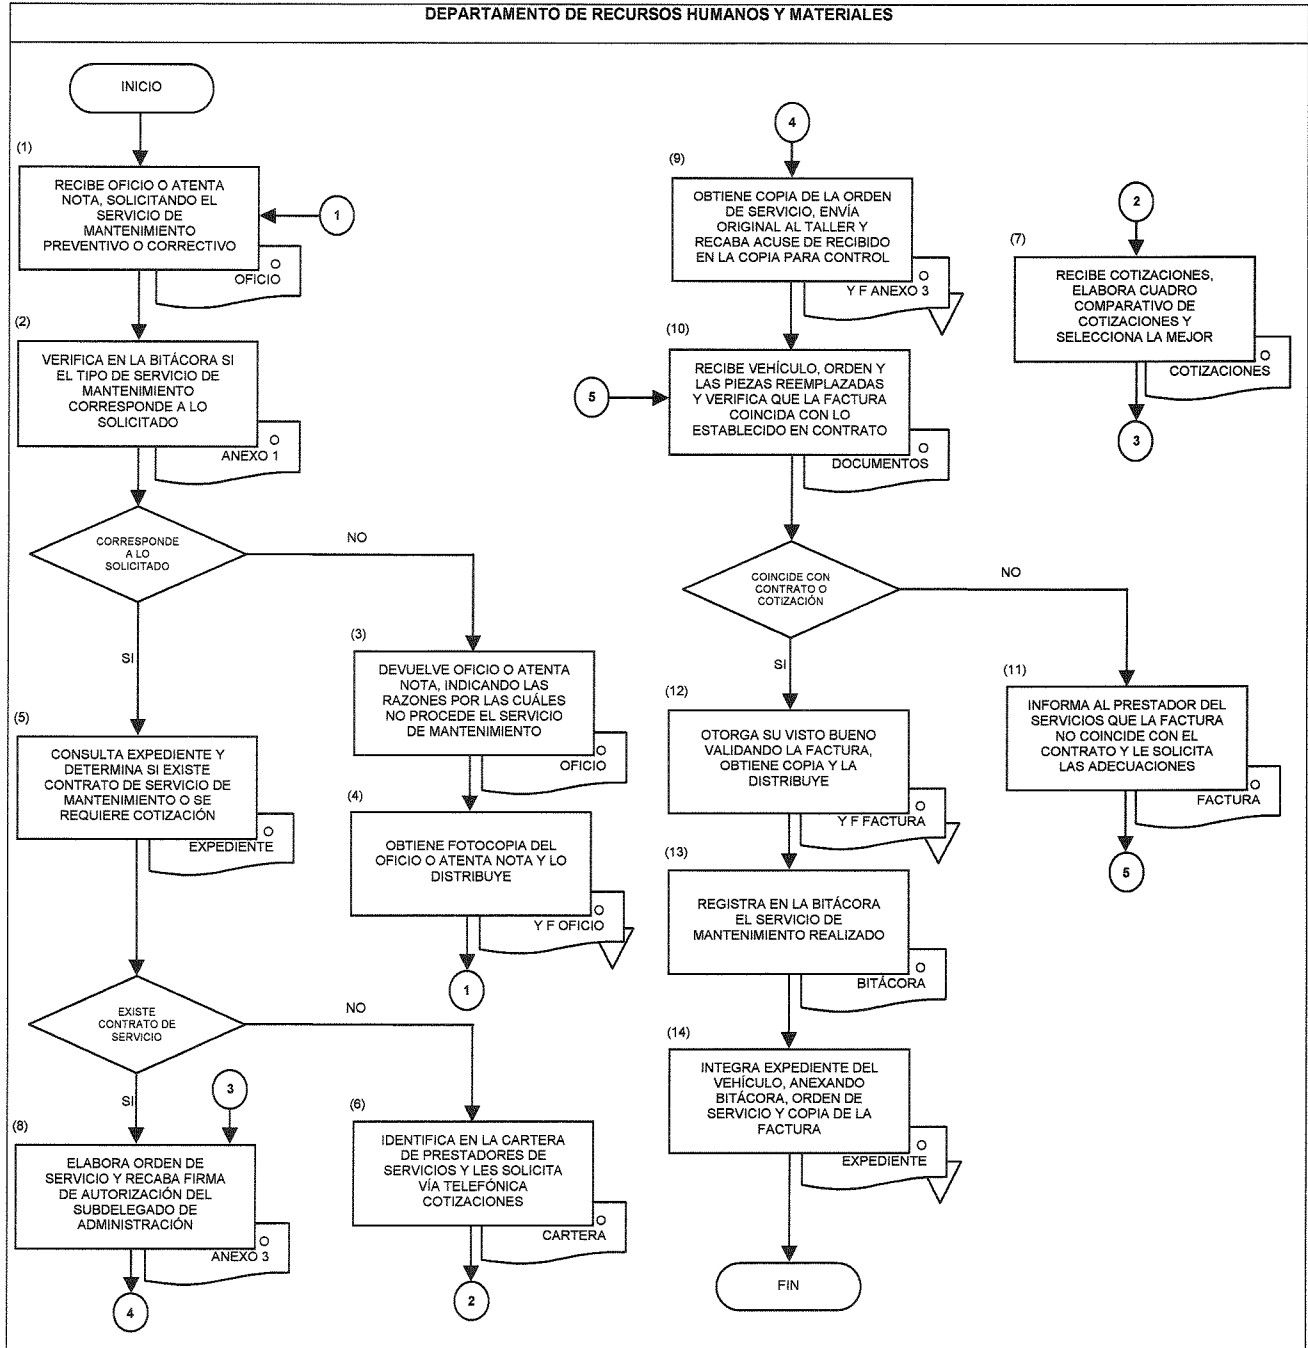 DEPARTAMENTO DE RECURSOS HUMANOS Y MATERIALES
INICIO
(1)
RECIBE OFICIO O ATENTA
NOTA, SOLICITANDO EL
SERVICIO DE
MANTENIMIENTO
PREVENTIVO O CORRECTIVO
1
O
OFICIO
(2)
VERIFICA EN LA BITÁCORA SI
EL TIPO DE SERVICIO DE
MANTENIMIENTO
CORRESPONDE A LO
SOLICITADO
O
ANEXO 1
CORRESPONDE
A LO
SOLICITADO
NO
SI
(3)
DEVUELVE OFICIO O ATENTA
NOTA, INDICANDO LAS
RAZONES POR LAS CUÁLES
NO PROCEDE EL SERVICIO
DE MANTENIMIENTO
O
OFICIO
(4)
OBTIENE FOTOCOPIA DEL
OFICIO O ATENTA NOTA Y LO
DISTRIBUYE
O
Y F OFICIO
1
(5)
CONSULTA EXPEDIENTE Y
DETERMINA SI EXISTE
CONTRATO DE SERVICIO DE
MANTENIMIENTO O SE
REQUIERE COTIZACIÓN
O
EXPEDIENTE
EXISTE
CONTRATO DE
SERVICIO
NO
SI
3
(6)
IDENTIFICA EN LA CARTERA
DE PRESTADORES DE
SERVICIOS Y LES SOLICITA
VÍA TELEFÓNICA
COTIZACIONES
O
CARTERA
2
(8)
ELABORA ORDEN DE
SERVICIO Y RECABA FIRMA
DE AUTORIZACIÓN DEL
SUBDELEGADO DE
ADMINISTRACIÓN
O
ANEXO 3
4
4
(9)
OBTIENE COPIA DE LA ORDEN
DE SERVICIO, ENVÍA
ORIGINAL AL TALLER Y
RECABA ACUSE DE RECIBIDO
EN LA COPIA PARA CONTROL
O
Y F ANEXO 3
(10)
RECIBE VEHÍCULO, ORDEN Y
LAS PIEZAS REEMPLAZADAS
Y VERIFICA QUE LA FACTURA
COINCIDA CON LO
ESTABLECIDO EN CONTRATO
5
O
DOCUMENTOS
2
(7)
RECIBE COTIZACIONES,
ELABORA CUADRO
COMPARATIVO DE
COTIZACIONES Y
SELECCIONA LA MEJOR
O
COTIZACIONES
3
COINCIDE CON
CONTRATO O
COTIZACIÓN
NO
SI
(11)
INFORMA AL PRESTADOR DEL
SERVICIOS QUE LA FACTURA
NO COINCIDE CON EL
CONTRATO Y LE SOLICITA
LAS ADECUACIONES
O
FACTURA
5
(12)
OTORGA SU VISTO BUENO
VALIDANDO LA FACTURA,
OBTIENE COPIA Y LA
DISTRIBUYE
O
Y F FACTURA
(13)
REGISTRA EN LA BITÁCORA
EL SERVICIO DE
MANTENIMIENTO REALIZADO
O
BITÁCORA
(14)
INTEGRA EXPEDIENTE DEL
VEHÍCULO, ANEXANDO
BITÁCORA, ORDEN DE
SERVICIO Y COPIA DE LA
FACTURA
O
EXPEDIENTE
FIN